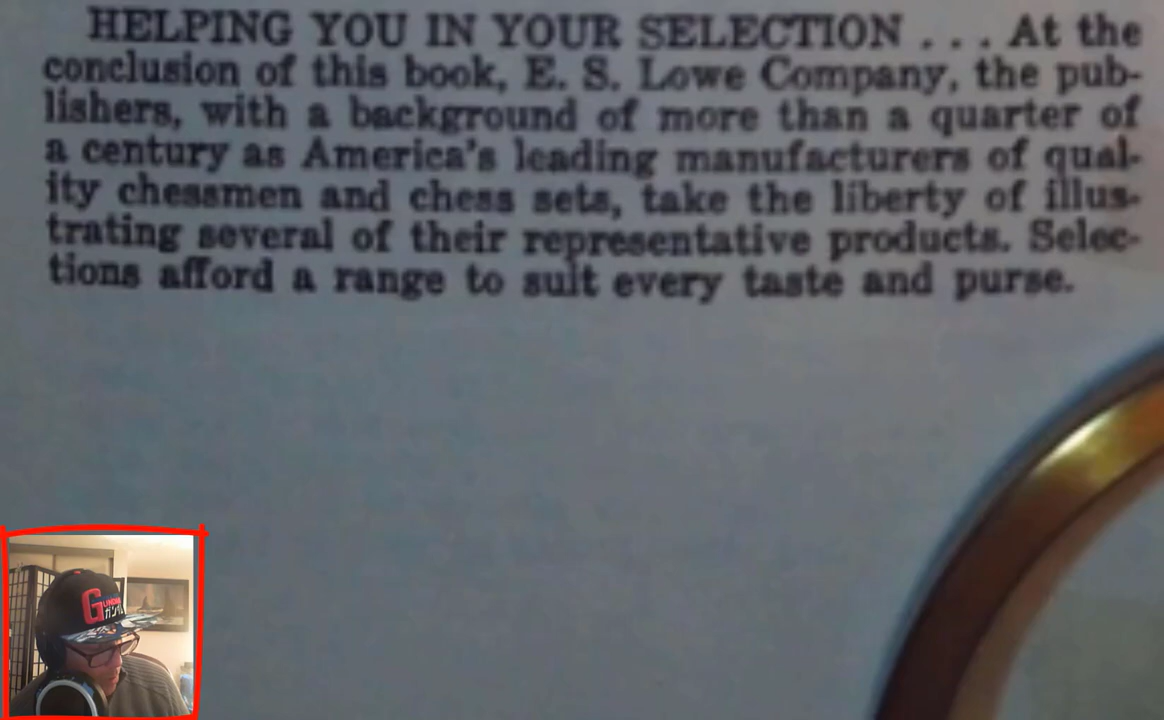 HELPING YOU IN YOUR SELECTION . . . At the
conclusion of this book, E. S. Lowe Company, the pub-
lishers, with a background of more than a quarter of
a century as America's leading manufacturers of qual-
ity chessmen and chess sets, take the liberty of illus-
trating several of their representative products. Selec-
tions afford a range to suit every taste and purse.
G